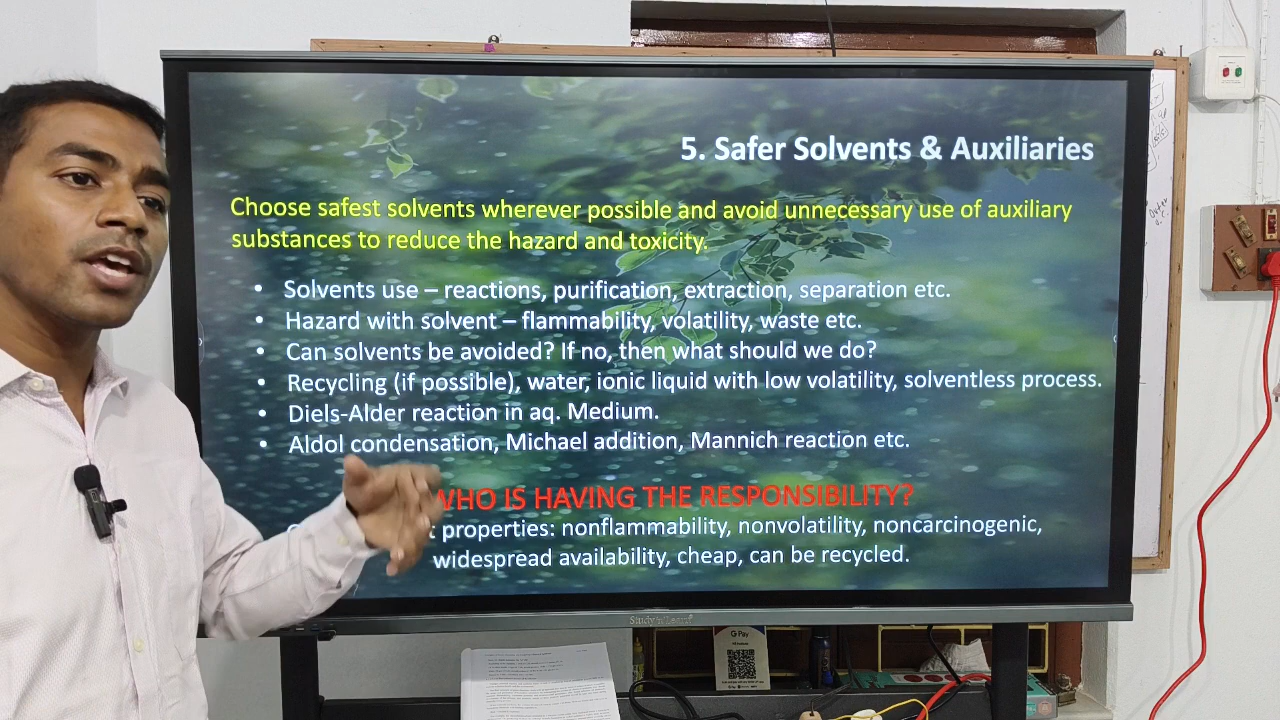 5. Safer Solvents & Auxiliaries
Choose safest solvents wherever possible and avoid unnecessary use of auxiliary
substances to reduce the hazard and toxicity.
• Solvents use – reactions, purification, extraction, separation etc.
• Hazard with solvent – flammability, volatility, waste etc.
• Can solvents be avoided? If no, then what should we do?
• Recycling (if possible), water, ionic liquid with low volatility, solventless process.
• Diels-Alder reaction in aq. Medium.
• Aldol condensation, Michael addition, Mannich reaction etc.
WHO IS HAVING THE RESPONSIBILITY?
properties: nonflammability, nonvolatility, noncarcinogenic,
widespread availability, cheap, can be recycled.
Study'n'Learn
G Pay